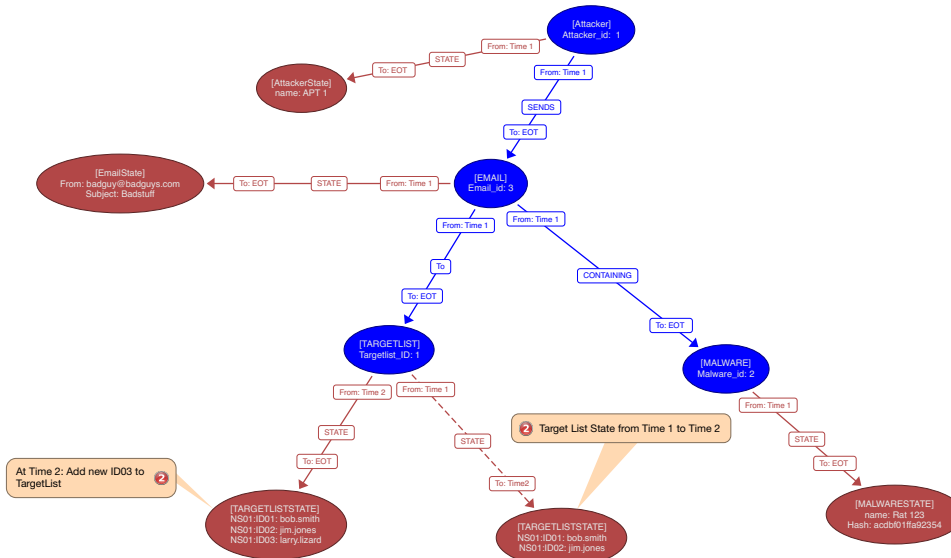 [Attacker]
Attacker_id: 1
From: Time 1
STATE
To: EOT
From: Time 1
[AttackerState]
name: APT 1
SENDS
To: EOT
[EmailState]
From: badguy@badguys.com
Subject: Badstuff
To: EOT
STATE
From: Time 1
[EMAIL]
Email_id: 3
From: Time 1
From: Time 1
To
CONTAINING
To: EOT
To: EOT
[TARGETLIST]
Targetlist_ID: 1
[MALWARE]
Malware_id: 2
From: Time 2
From: Time 1
From: Time 1
STATE
STATE
STATE
2 Target List State from Time 1 to Time 2
To: EOT
To: Time2
To: EOT
At Time 2: Add new ID03 to
TargetList
2
[TARGETLISTSTATE]
NS01:ID01: bob.smith
NS01:ID02: jim.jones
NS01:ID03: larry.lizard
[TARGETLISTSTATE]
NS01:ID01: bob.smith
NS01:ID02: jim.jones
[MALWARESTATE]
name: Rat 123
Hash: acdbf01ffa92354